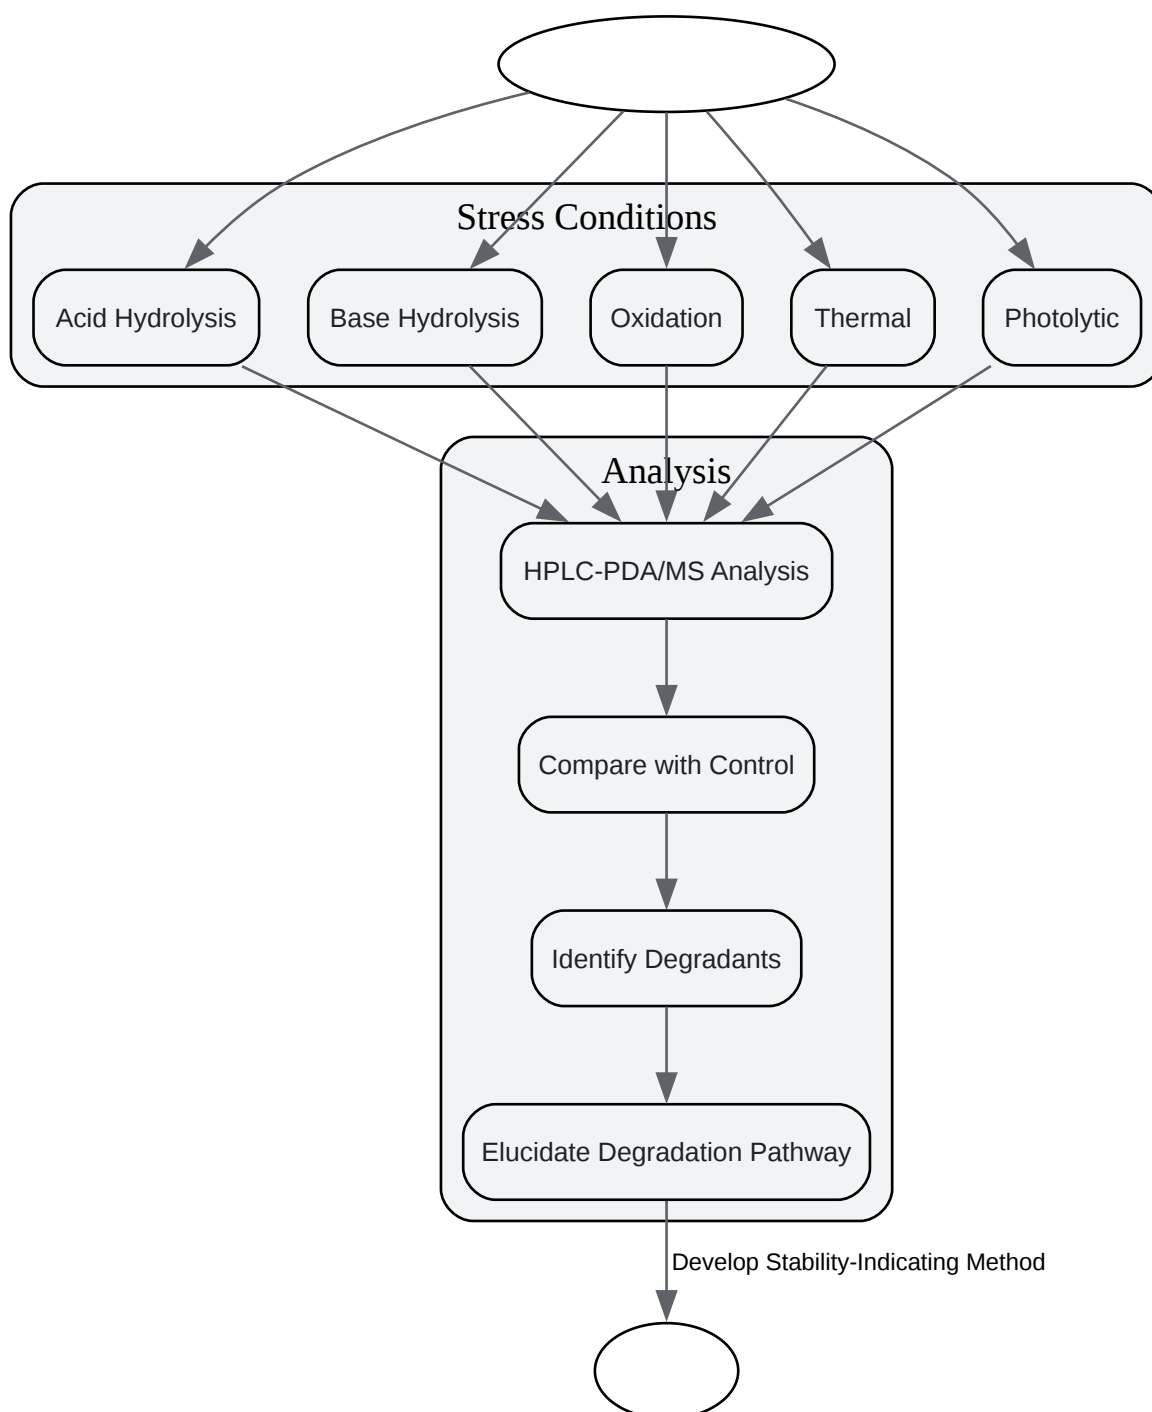 Stress Conditions
Acid Hydrolysis
Base Hydrolysis
Oxidation
Thermal
Photolytic
Analysis
HPLC-PDA/MS Analysis
Compare with Control
Identify Degradants
Elucidate Degradation Pathway
Develop Stability-Indicating Method